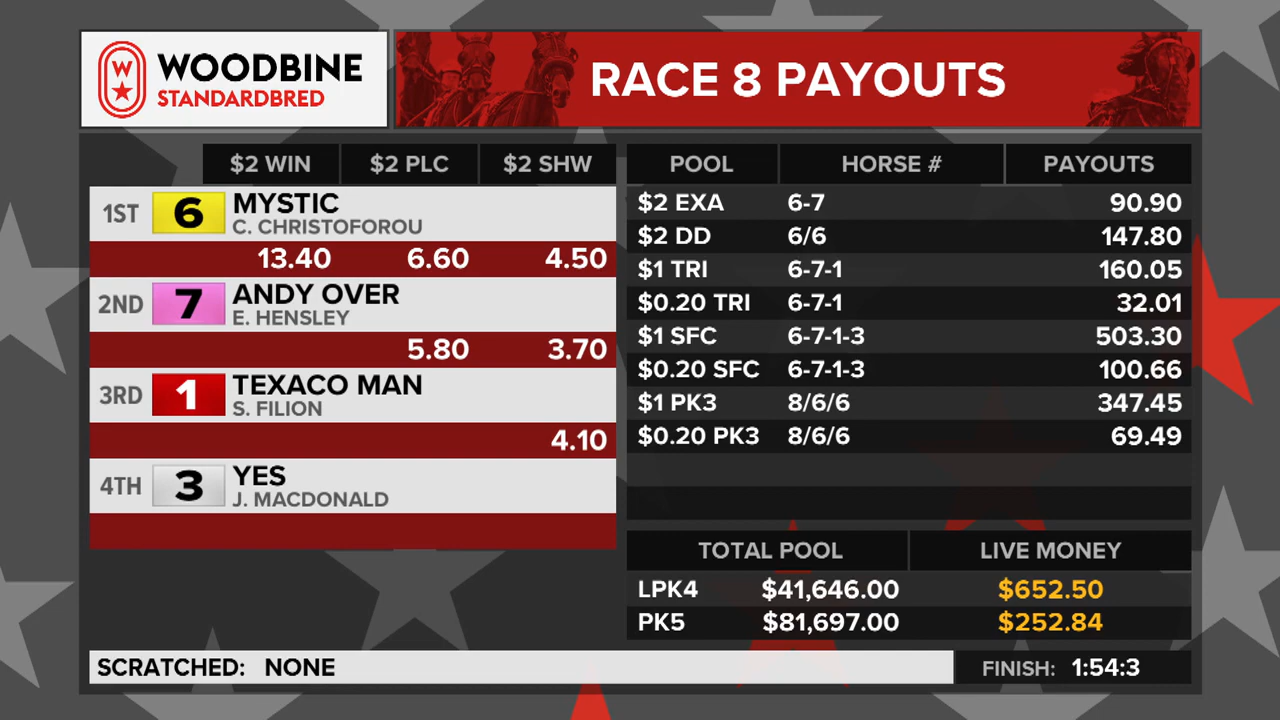 W
WOODBINE
STANDARDBRED
RACE 8 PAYOUTS
$2 WIN $2 PLC $2 SHW
1ST 6 MYSTIC
C. CHRISTOFOROU
13.40 6.60 4.50
2ND 7 ANDY OVER
E. HENSLEY
5.80 3.70
3RD 1 TEXACO MAN
S. FILION
4.10
4TH 3 YES
J. MACDONALD
POOL HORSE # PAYOUTS
$2 EXA 6-7 90.90
$2 DD 6/6 147.80
$1 TRI 6-7-1 160.05
$0.20 TRI 6-7-1 32.01
$1 SFC 6-7-1-3 503.30
$0.20 SFC 6-7-1-3 100.66
$1 PK3 8/6/6 347.45
$0.20 PK3 8/6/6 69.49
TOTAL POOL LIVE MONEY
LPK4 $41,646.00 $652.50
PK5 $81,697.00 $252.84
SCRATCHED: NONE
FINISH: 1:54:3